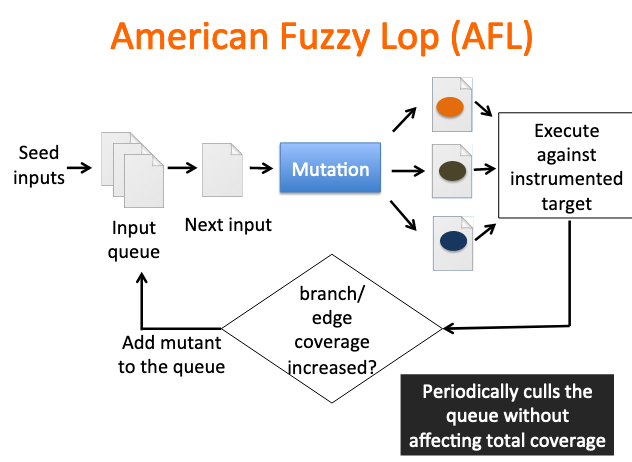 American Fuzzy Lop (AFL)
Seed
inputs
Input
queue
Next input
Mutation
Execute
against
instrumented
target
branch/
edge
coverage
increased?
Add mutant
to the queue
Periodically culls the
queue without
affecting total coverage